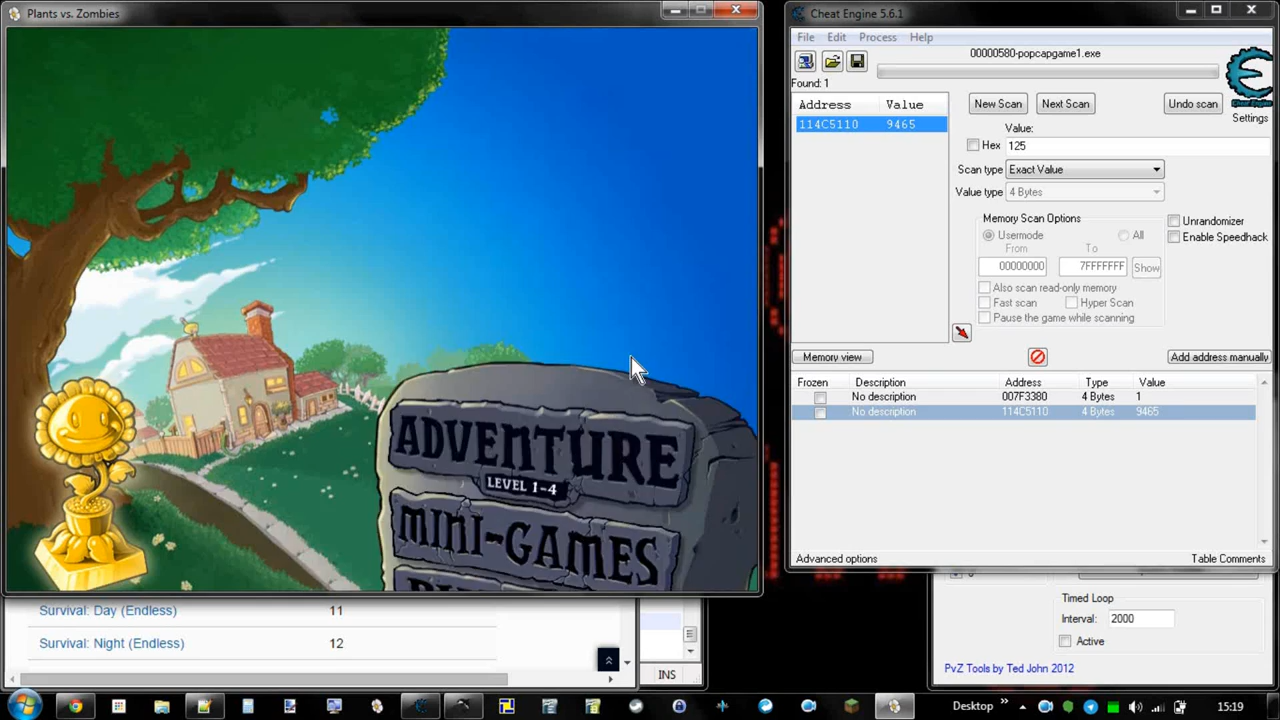 Plants vs. Zombies
ADVENTURE
LEVEL 1-4
MINI-GAMES
Survival: Day (Endless) 11
Survival: Night (Endless) 12
INS
Cheat Engine 5.6.1
File Edit Process Help
00000580-popcapgame1.exe
Found: 1
Address Value
114C5110 9465
New Scan Next Scan Undo scan
Cheat Engine
Settings
Value:
Hex 125
Scan type Exact Value
Value type 4 Bytes
Memory Scan Options
Usermode All
From To
00000000 7FFFFFFF Show
Also scan read-only memory
Fast scan Hyper Scan
Pause the game while scanning
Unrandomizer
Enable Speedhack
Memory view Add address manually
Frozen Description Address Type Value
No description 007F3380 4 Bytes 1
No description 114C5110 4 Bytes 9465
Advanced options Table Comments
Timed Loop
Interval: 2000
Active
PvZ Tools by Ted John 2012
Desktop 15:19